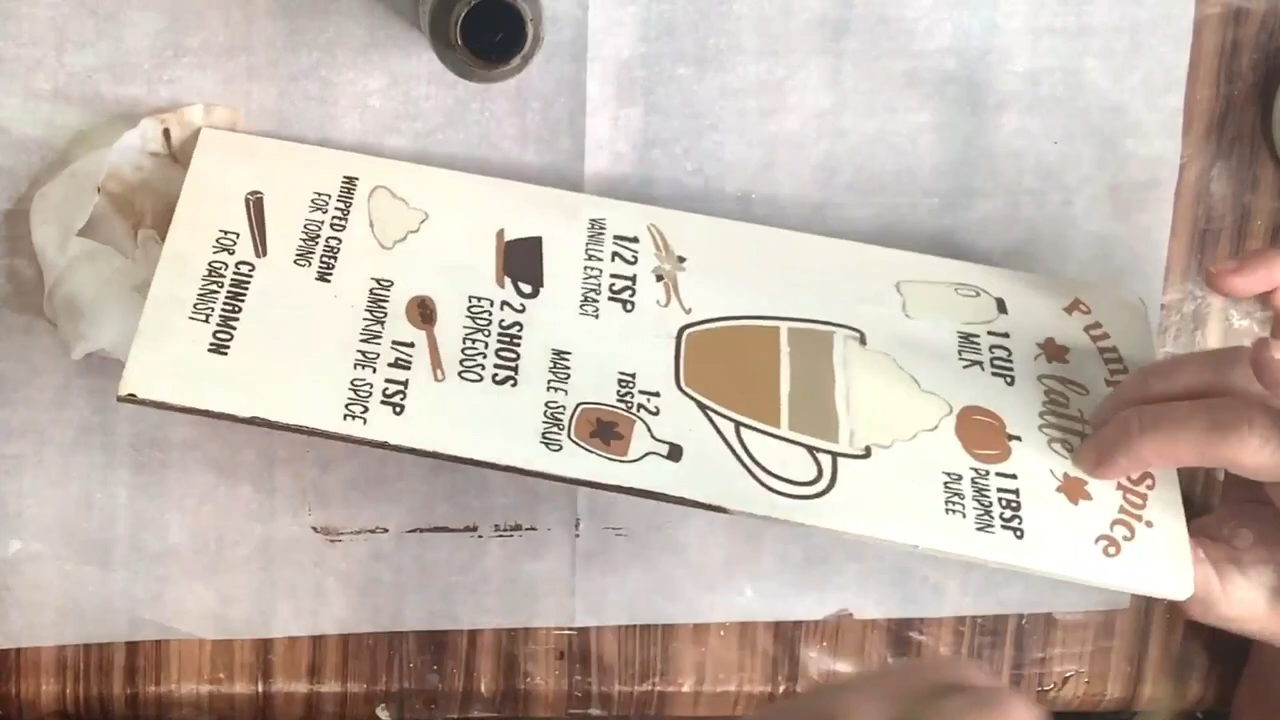 Pum
latte
spice
1 CUP
MILK
1 TBSP
PUMPKIN
PUREE
1/2 TSP
VANILLA EXTRACT
1-2
TBSP
MAPLE SYRUP
2 SHOTS
ESPRESSO
1/4 TSP
PUMPKIN PIE SPICE
WHIPPED CREAM
FOR TOPPING
CINNAMON
FOR GARNISH